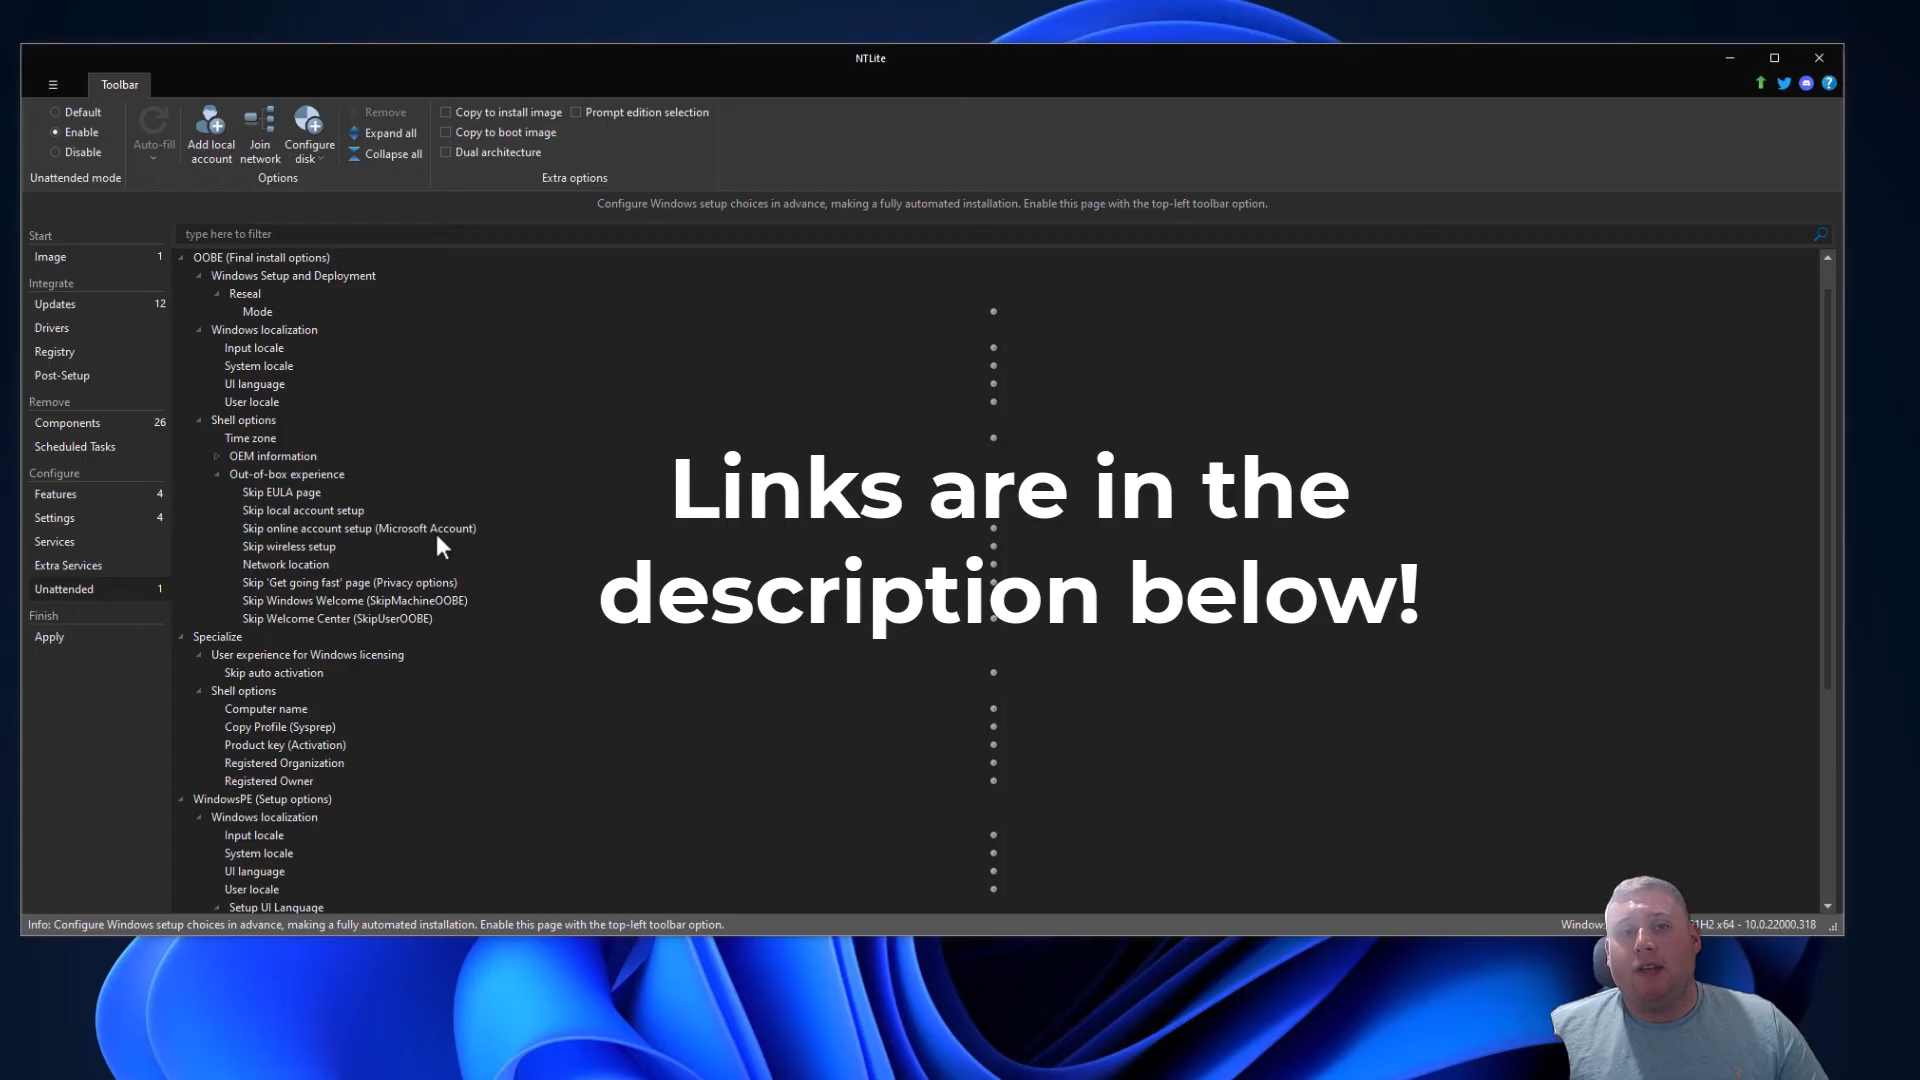 NTLite
Toolbar
Default
Enable
Disable
Unattended mode
Auto-fill
Add local
account
Join
network
Configure
disk
Options
Remove
Expand all
Collapse all
Copy to install image
Prompt edition selection
Copy to boot image
Dual architecture
Extra options
Configure Windows setup choices in advance, making a fully automated installation. Enable this page with the top-left toolbar option.
Start
Image 1
Integrate
Updates 12
Drivers
Registry
Post-Setup
Remove
Components 26
Scheduled Tasks
Configure
Features 4
Settings 4
Services
Extra Services
Unattended 1
Finish
Apply
type here to filter
OOBE (Final install options)
Windows Setup and Deployment
Reseal
Mode
Windows localization
Input locale
System locale
UI language
User locale
Shell options
Time zone
OEM information
Out-of-box experience
Skip EULA page
Skip local account setup
Skip online account setup (Microsoft Account)
Skip wireless setup
Network location
Skip 'Get going fast' page (Privacy options)
Skip Windows Welcome (SkipMachineOOBE)
Skip Welcome Center (SkipUserOOBE)
Specialize
User experience for Windows licensing
Skip auto activation
Shell options
Computer name
Copy Profile (Sysprep)
Product key (Activation)
Registered Organization
Registered Owner
WindowsPE (Setup options)
Windows localization
Input locale
System locale
UI language
User locale
Setup UI Language
Links are in the
description below!
Info: Configure Windows setup choices in advance, making a fully automated installation. Enable this page with the top-left toolbar option.
1H2 x64 - 10.0.22000.318